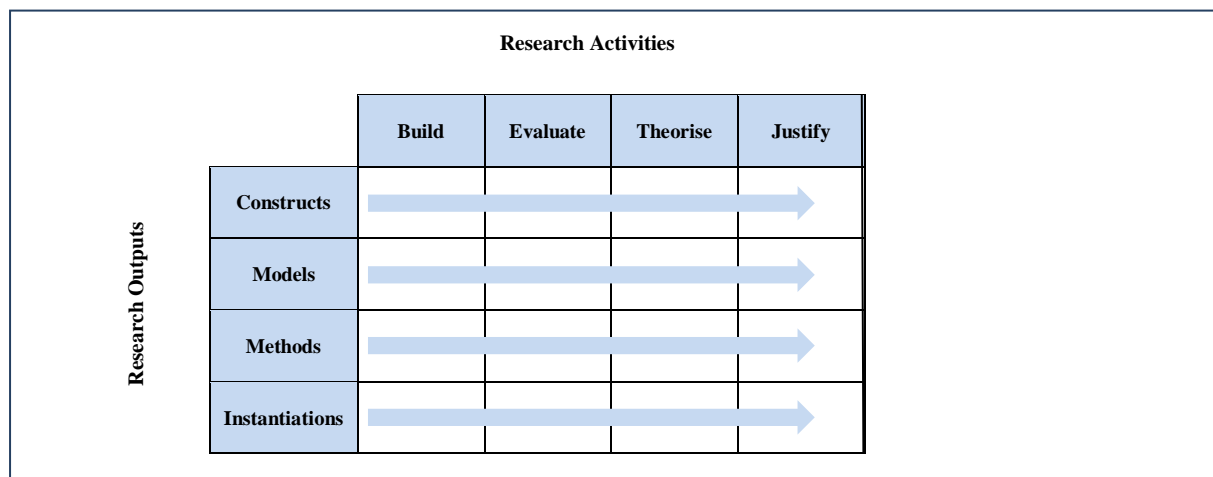 Research Activities
Build Evaluate Theorise Justify
Research Outputs
Constructs
Models
Methods
Instantiations